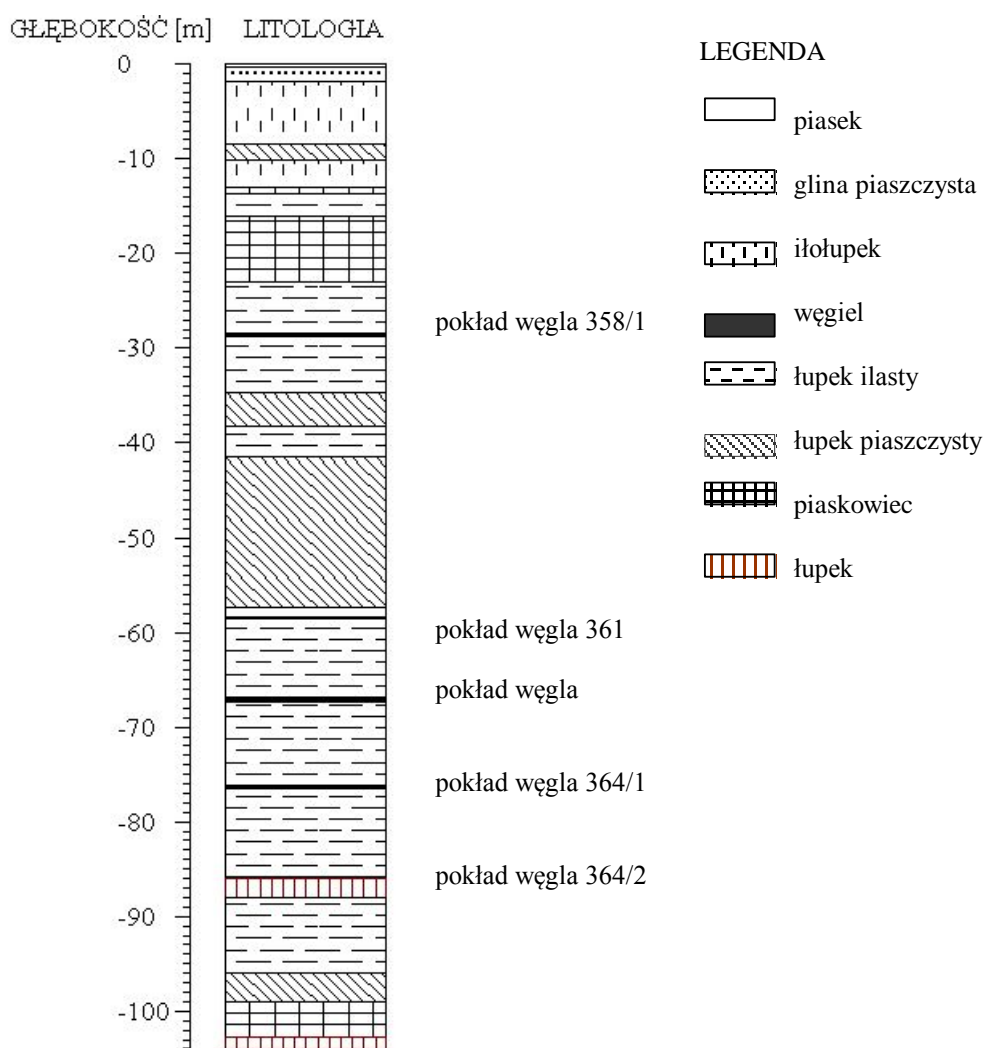 GŁĘBOKOŚĆ [m] LITOLOGIA
0
-10
-20
-30
-40
-50
-60
-70
-80
-90
-100
pokład węgla 358/1
pokład węgla 361
pokład węgla
pokład węgla 364/1
pokład węgla 364/2
LEGENDA
piasek
glina piaszczysta
iłołupek
węgiel
łupek ilasty
łupek piaszczysty
piaskowiec
łupek